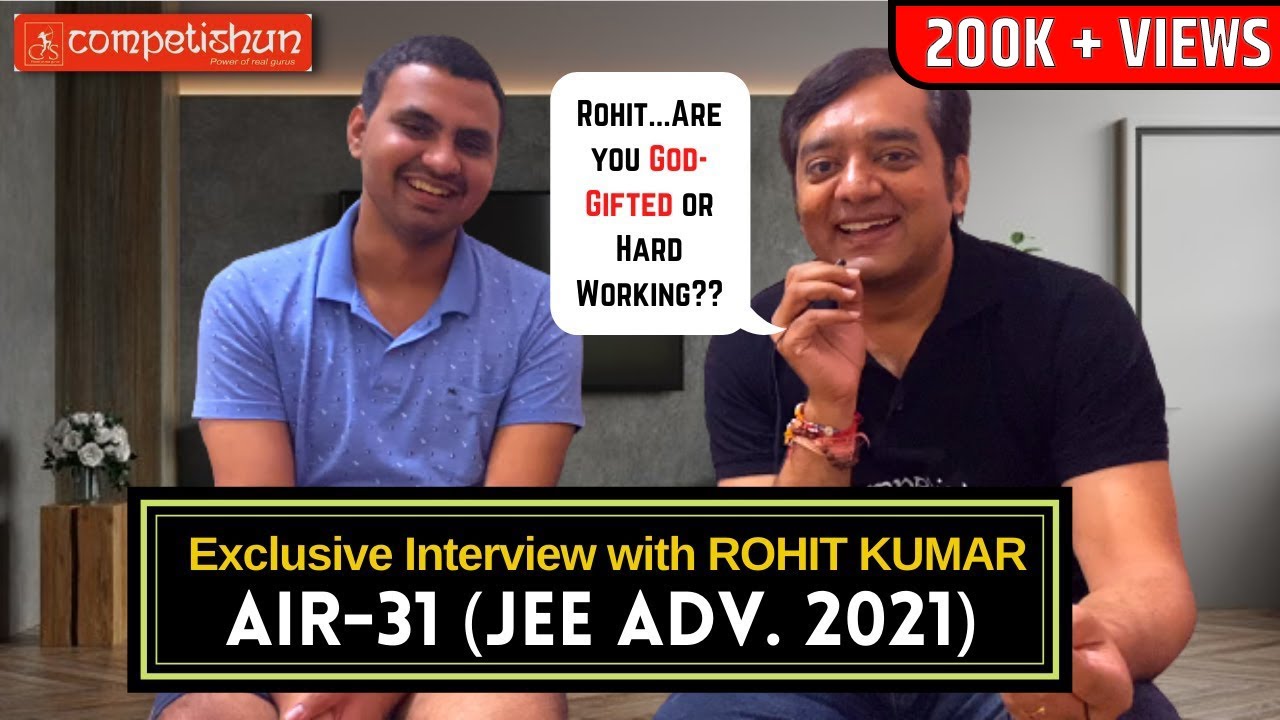 competishun
Power of real gurus
200K + VIEWS
Rohit...Are
you God-
Gifted or
Hard
Working??
Exclusive Interview with ROHIT KUMAR
AIR-31 (JEE ADV. 2021)